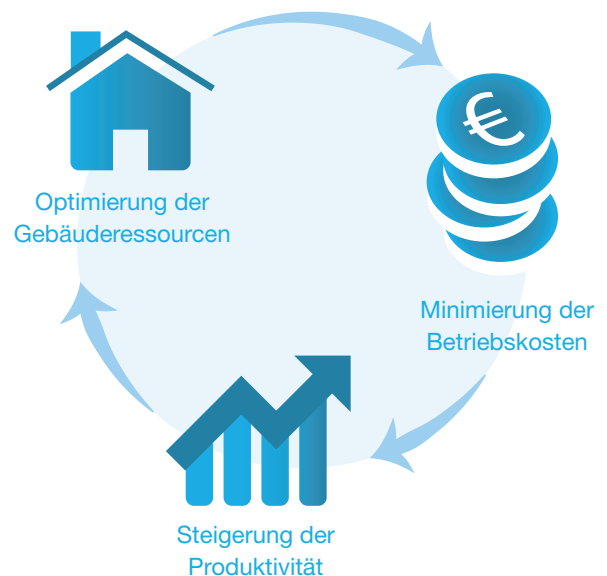 €
Optimierung der
Gebäuderessourcen
Minimierung der
Betriebskosten
Steigerung der
Produktivität